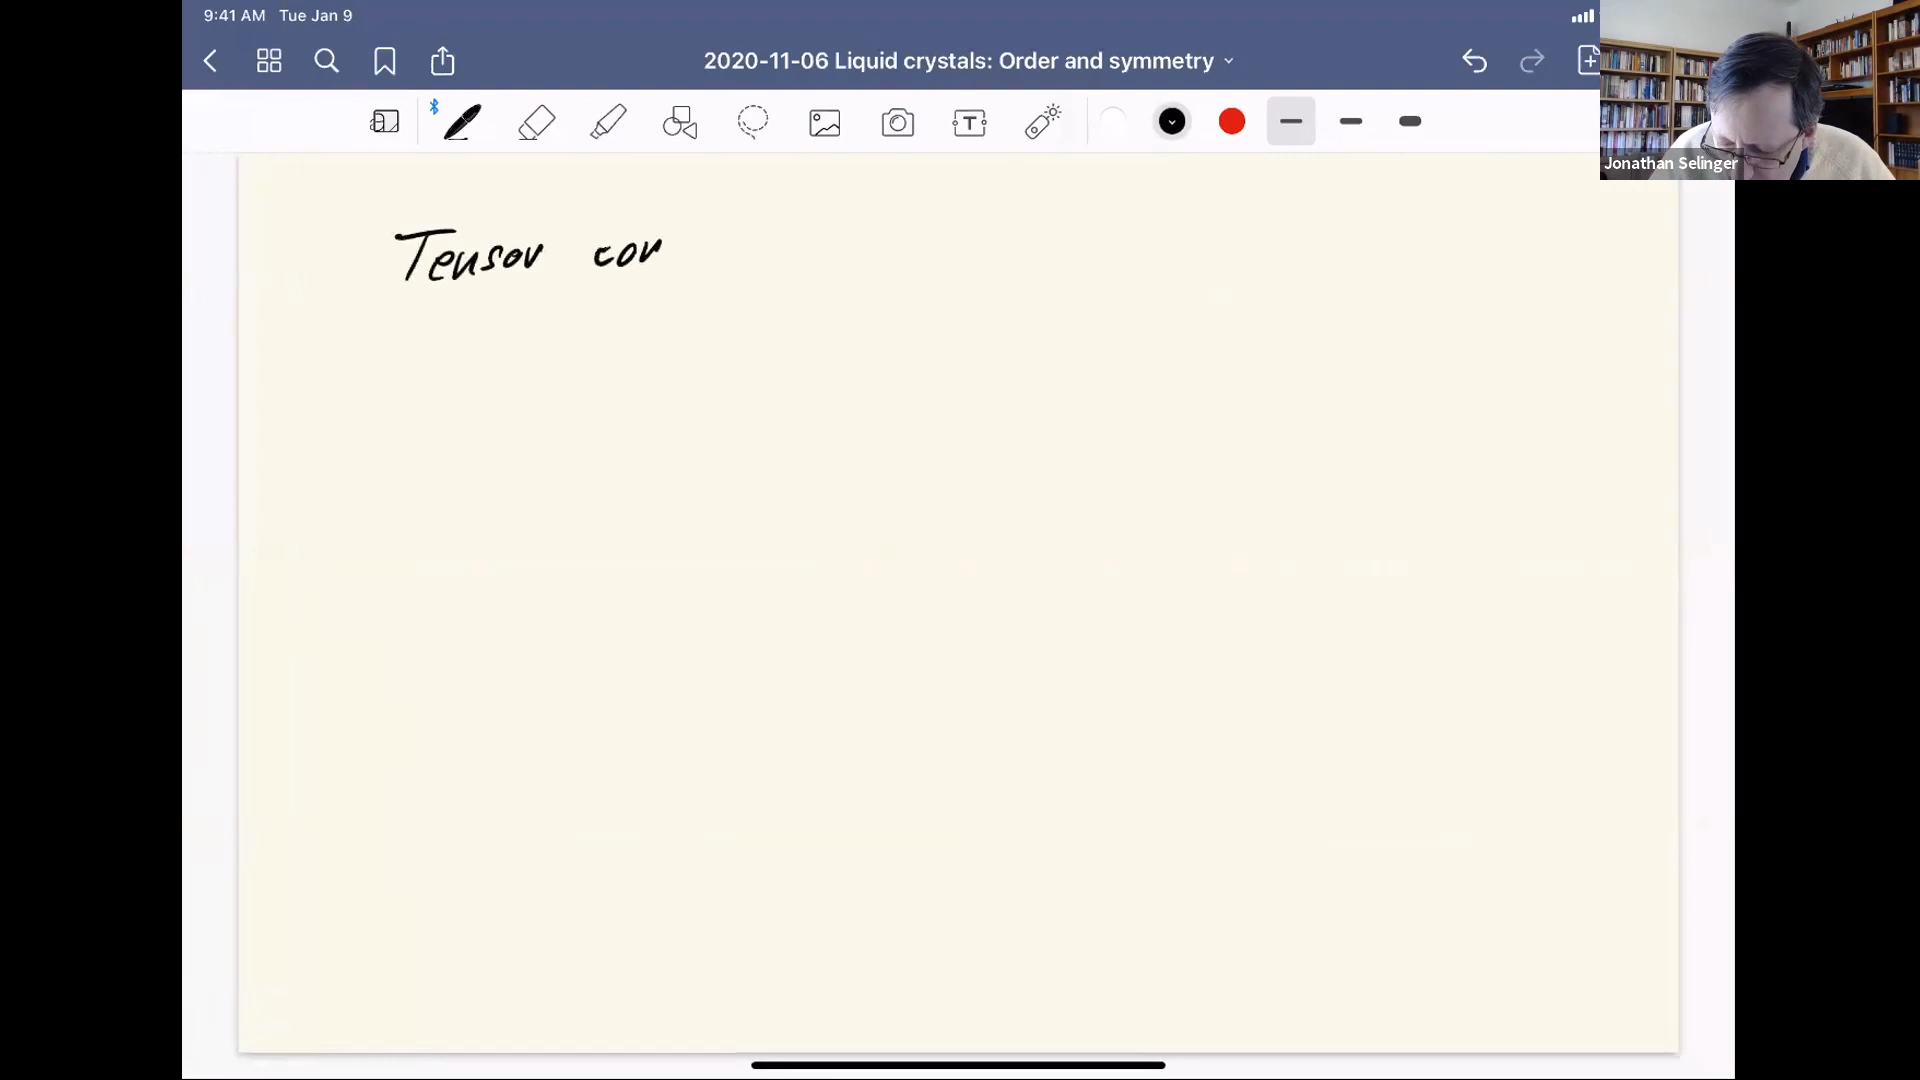 9:41 AM Tue Jan 9
2020-11-06 Liquid crystals: Order and symmetry
T
Jonathan Selinger
Tensor cor